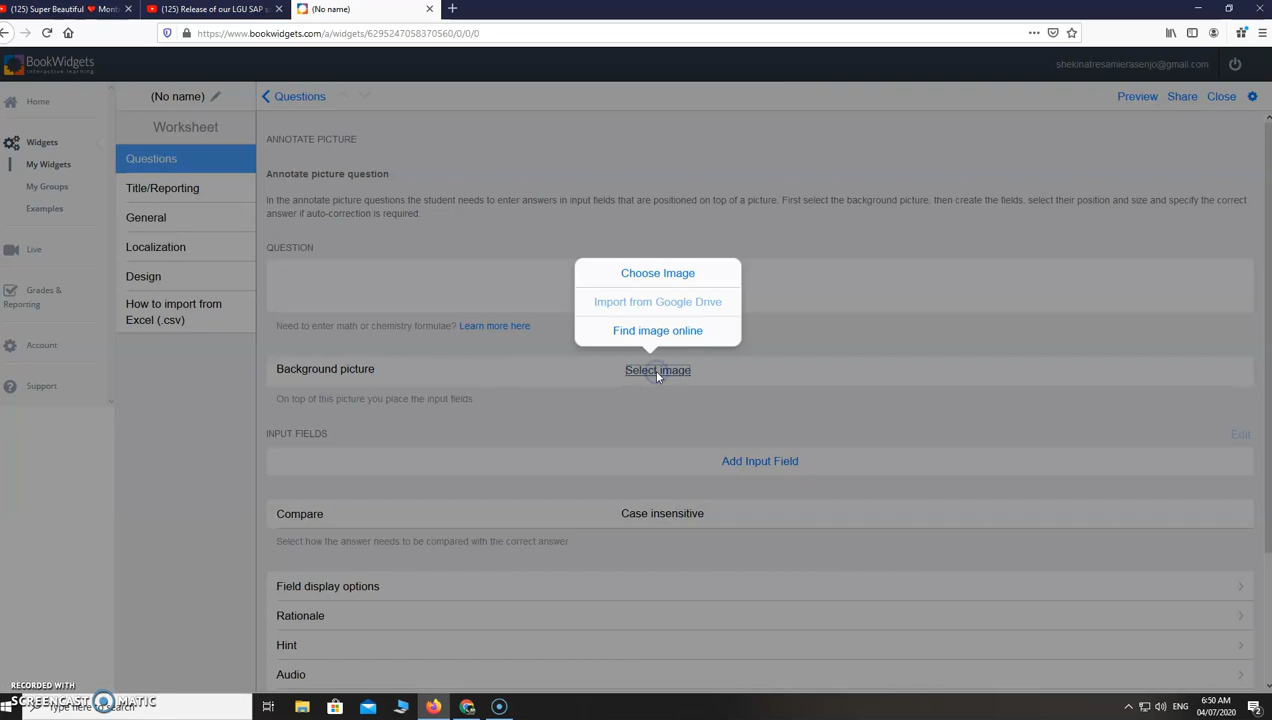 (125) Super Beautiful ❤ Mont
(125) Release of our LGU SAP s
(No name)
https://www.bookwidgets.com/a/widgets/6295247058370560/0/0/0
BookWidgets
interactive learning
shekinatresamierasenjo@gmail.com
Home
Widgets
My Widgets
My Groups
Examples
Live
Grades &
Reporting
Account
Support
(No name)
Worksheet
Questions
Title/Reporting
General
Localization
Design
How to import from
Excel (.csv)
Questions
Preview
Share
Close
ANNOTATE PICTURE
Annotate picture question
In the annotate picture questions the student needs to enter answers in input fields that are positioned on top of a picture. First select the background picture, then create the fields, select their position and size and specify the correct
answer if auto-correction is required.
QUESTION
Choose Image
Import from Google Drive
Find image online
Need to enter math or chemistry formulae? Learn more here
Background picture
Select image
On top of this picture you place the input fields.
INPUT FIELDS
Edit
Add Input Field
Compare
Case insensitive
Select how the answer needs to be compared with the correct answer
Field display options
Rationale
Hint
Audio
RECORDED WITH
SCREENCAST MATIC
Type here to search
ENG
6:50 AM
04/07/2020
2